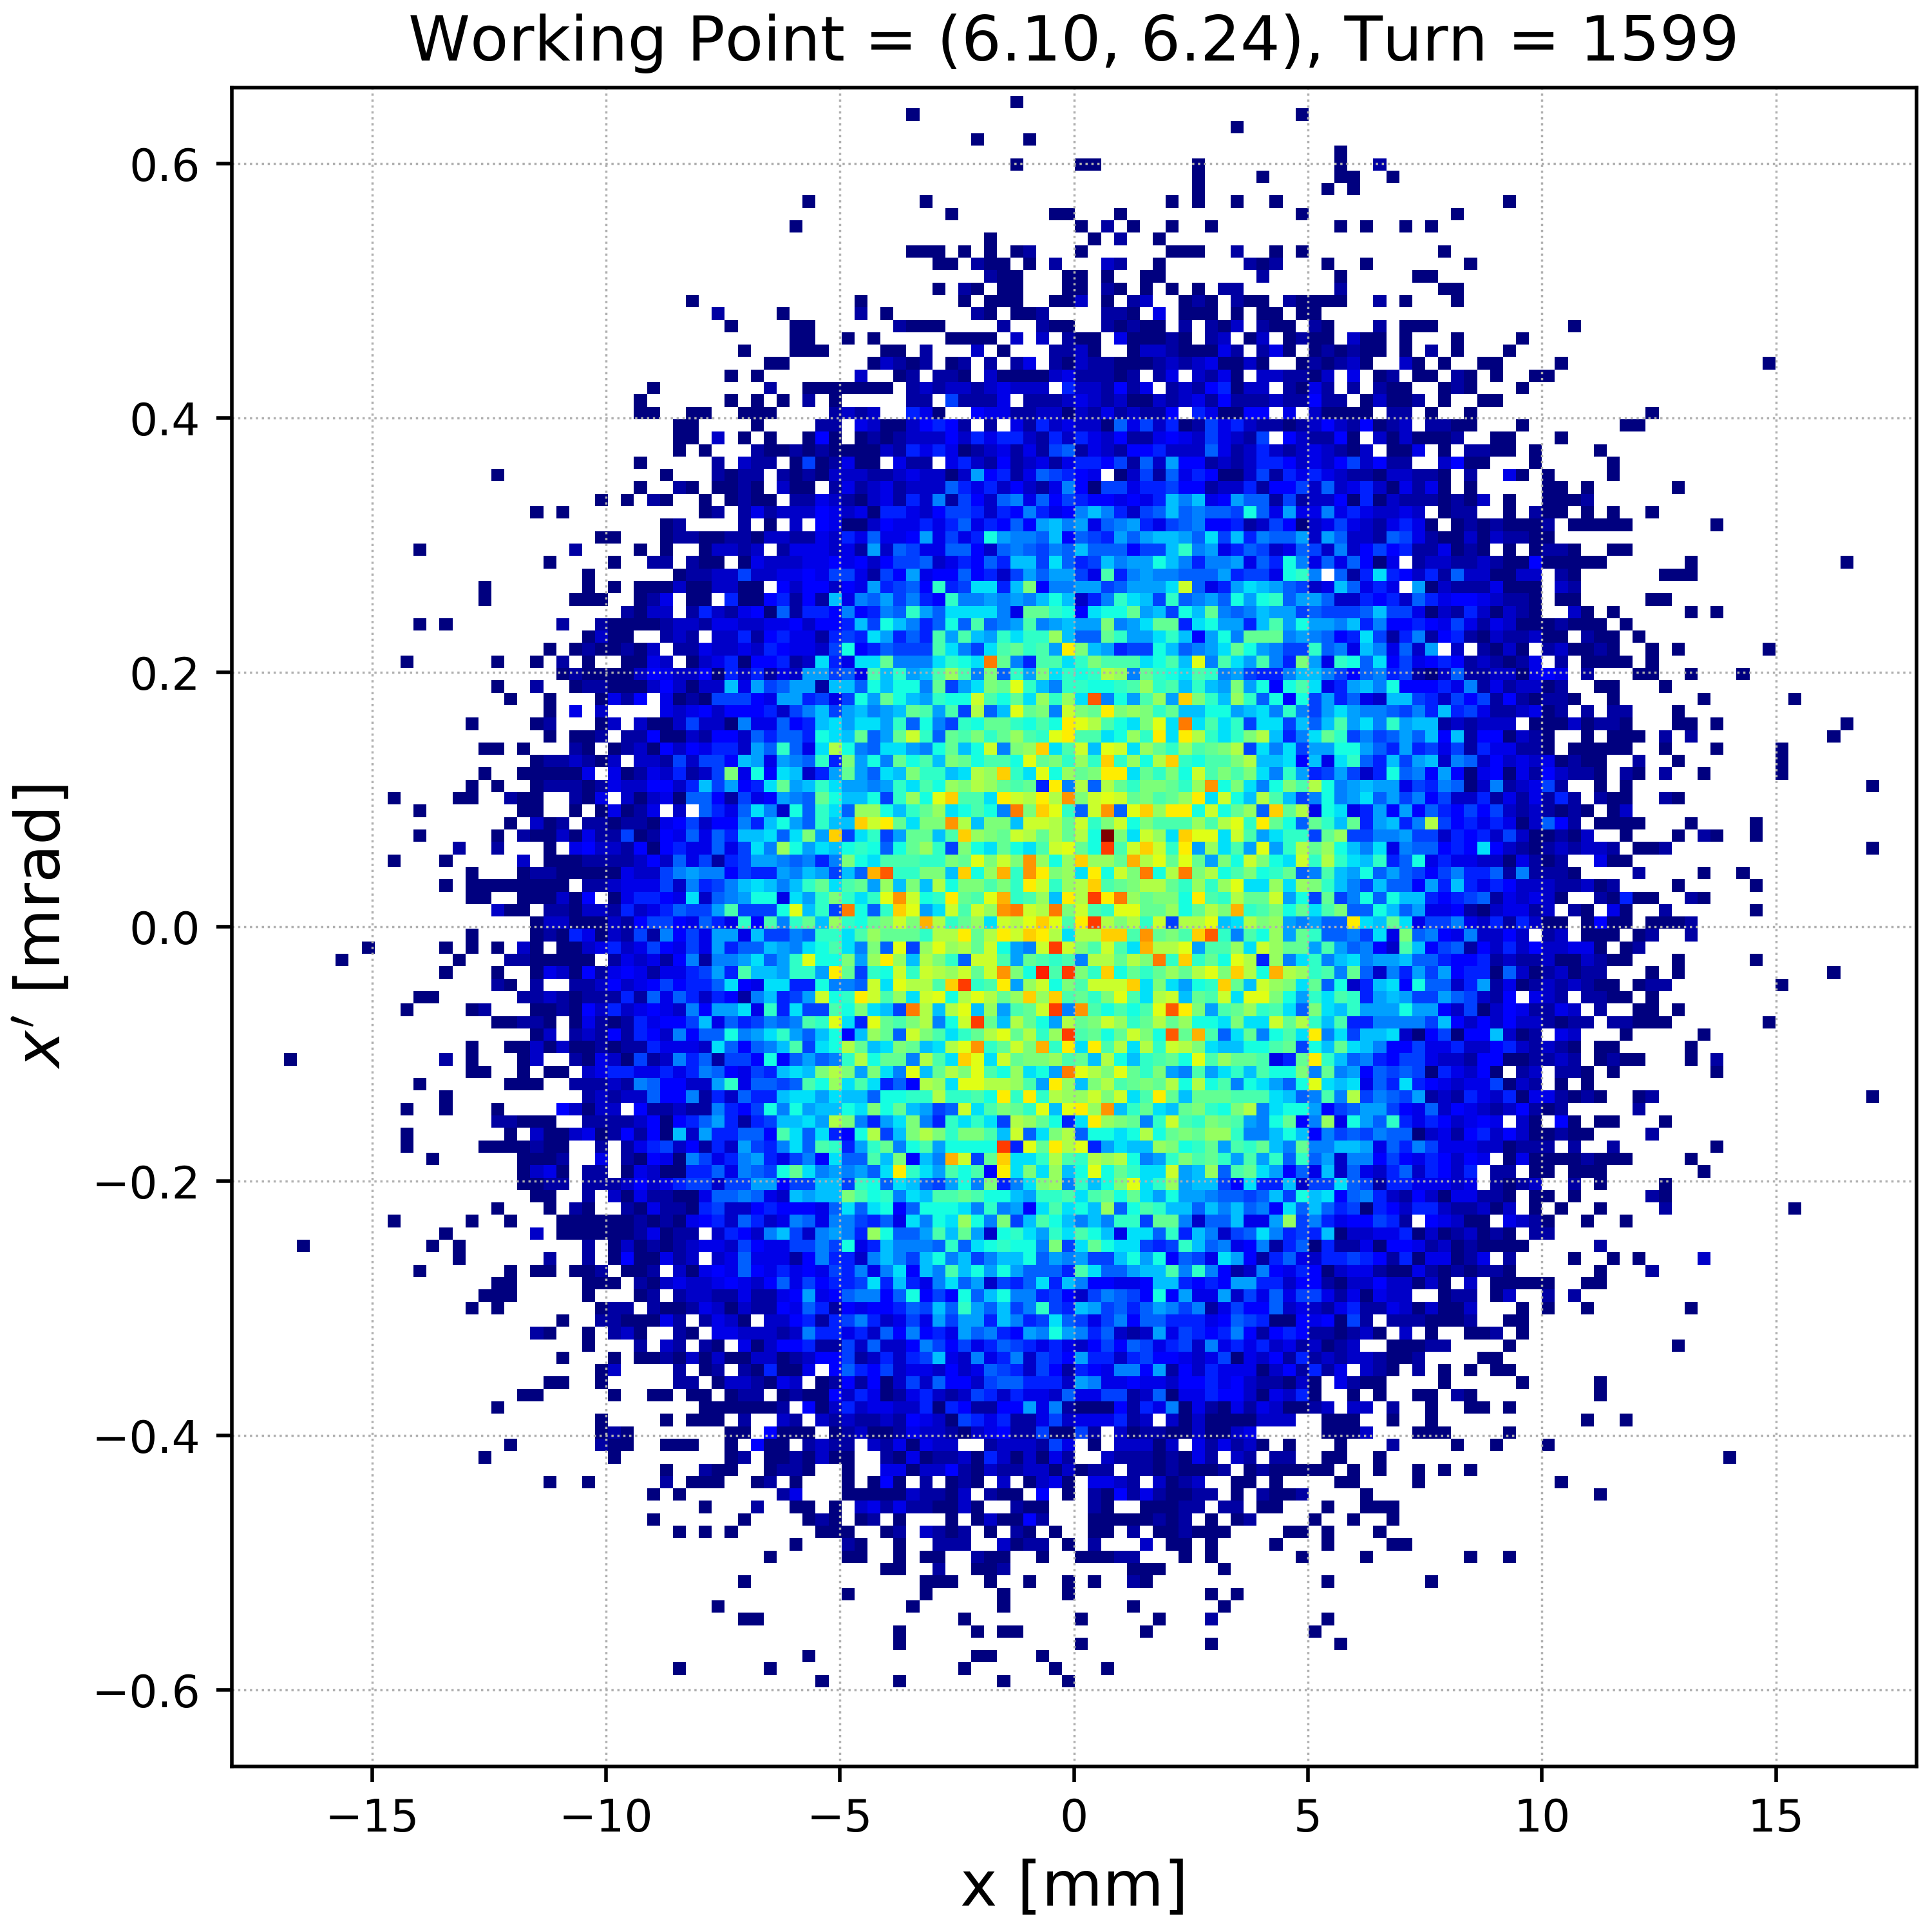 Working Point = (6.10, 6.24), Turn = 1599
0.6
0.4
0.2
0.0
−0.2
−0.4
−0.6
x′ [mrad]
−15 −10 −5 0 5 10 15
x [mm]